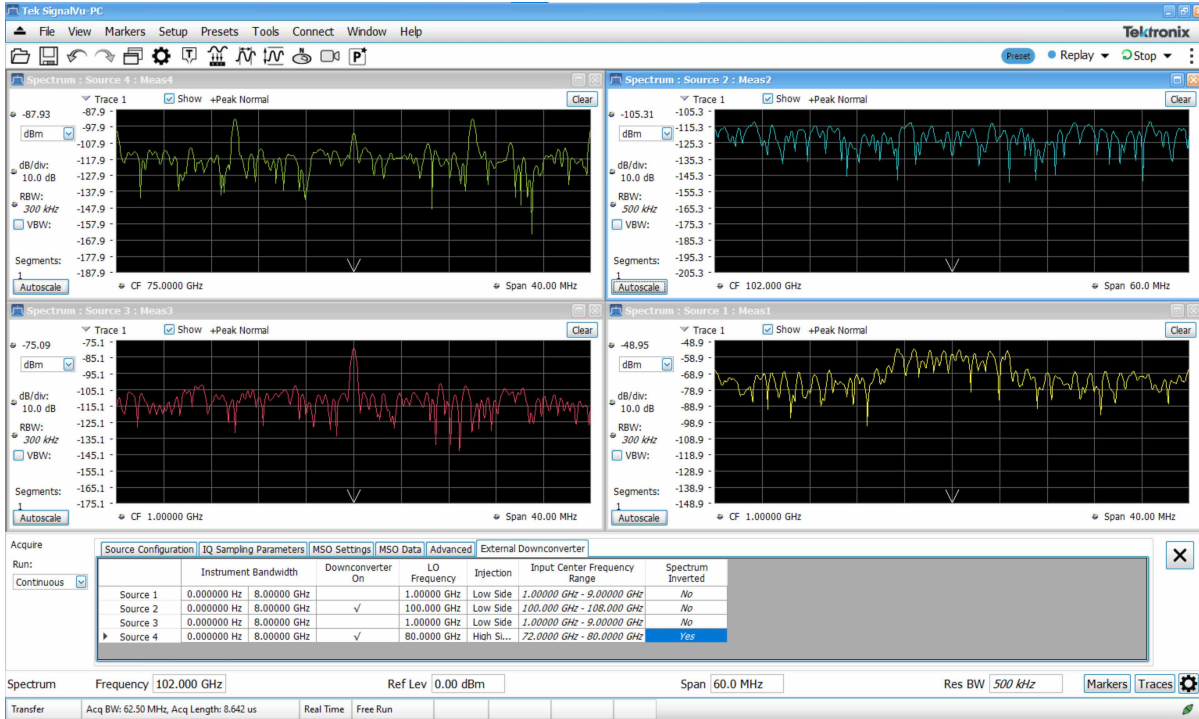 Tek SignalVu-PC
File View Markers Setup Presets Tools Connect Window Help
Tektronix
Preset Replay Stop
Spectrum : Source 4 : Meas4
Trace 1 Show +Peak Normal Clear
-87.93
dBm
dB/div:
10.0 dB
RBW:
300 kHz
VBW:
Segments:
1
Autoscale
-87.9
-97.9
-107.9
-117.9
-127.9
-137.9
-147.9
-157.9
-167.9
-177.9
-187.9
CF 75.0000 GHz
Span 40.00 MHz
Spectrum : Source 2 : Meas2
Trace 1 Show +Peak Normal Clear
-105.31
dBm
dB/div:
10.0 dB
RBW:
500 kHz
VBW:
Segments:
1
Autoscale
-105.3
-115.3
-125.3
-135.3
-145.3
-155.3
-165.3
-175.3
-185.3
-195.3
-205.3
CF 102.000 GHz
Span 60.0 MHz
Spectrum : Source 3 : Meas3
Trace 1 Show +Peak Normal Clear
-75.09
dBm
dB/div:
10.0 dB
RBW:
300 kHz
VBW:
Segments:
1
Autoscale
-75.1
-85.1
-95.1
-105.1
-115.1
-125.1
-135.1
-145.1
-155.1
-165.1
-175.1
CF 1.00000 GHz
Span 40.00 MHz
Spectrum : Source 1 : Meas1
Trace 1 Show +Peak Normal Clear
-48.95
dBm
dB/div:
10.0 dB
RBW:
300 kHz
VBW:
Segments:
1
Autoscale
-48.9
-58.9
-68.9
-78.9
-88.9
-98.9
-108.9
-118.9
-128.9
-138.9
-148.9
CF 1.00000 GHz
Span 40.00 MHz
Acquire
Run:
Continuous
Source Configuration IQ Sampling Parameters MSO Settings MSO Data Advanced External Downconverter
Instrument Bandwidth Downconverter On LO Frequency Injection Input Center Frequency Range Spectrum Inverted
Source 1 0.000000 Hz 8.00000 GHz 1.00000 GHz Low Side 1.00000 GHz - 9.00000 GHz No
Source 2 0.000000 Hz 8.00000 GHz √ 100.000 GHz Low Side 100.000 GHz - 108.000 GHz No
Source 3 0.000000 Hz 8.00000 GHz 1.00000 GHz Low Side 1.00000 GHz - 9.00000 GHz No
Source 4 0.000000 Hz 8.00000 GHz √ 80.0000 GHz High Si... 72.0000 GHz - 80.0000 GHz Yes
Spectrum Frequency 102.000 GHz Ref Lev 0.00 dBm Span 60.0 MHz Res BW 500 kHz Markers Traces
Transfer Acq BW: 62.50 MHz, Acq Length: 8.642 us Real Time Free Run